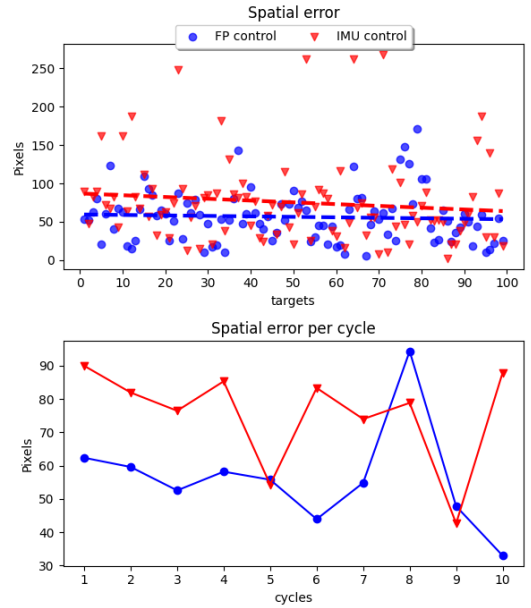 Spatial error
FP control IMU control
Pixels
250
200
150
100
50
0
0 10 20 30 40 50 60 70 80 90 100
targets
Spatial error per cycle
Pixels
90
80
70
60
50
40
30
1 2 3 4 5 6 7 8 9 10
cycles